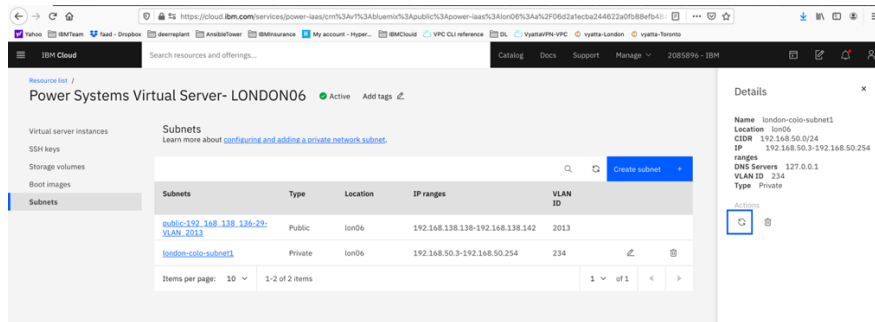 https://cloud.ibm.com/services/power-iaas/crn%3Av1%3Abluemix%3Apublic%3Apower-iaas%3Alon06%3Aa%2F06d2a1ecba244622a0fb88efb48
Yahoo IBMTeam faad - Dropbox deerreplant AnsibleTower IBMInsurance My account - Hyper... IBMClouId VPC CLI reference DL VyattaVPN-VPC vyatta-London vyatta-Toronto
IBM Cloud Search resources and offerings... Catalog Docs Support Manage 2085896 - IBM
Resource list /
Power Systems Virtual Server- LONDON06 Active Add tags
Virtual server instances
SSH keys
Storage volumes
Boot images
Subnets
Subnets
Learn more about configuring and adding a private network subnet.
Create subnet +
Subnets Type Location IP ranges VLAN ID
public-192_168_138_136-29-VLAN_2013 Public lon06 192.168.138.138-192.168.138.142 2013
london-colo-subnet1 Private lon06 192.168.50.3-192.168.50.254 234
Items per page: 10 1-2 of 2 items 1 of 1
Details
Name london-colo-subnet1
Location lon06
CIDR 192.168.50.0/24
IP ranges 192.168.50.3-192.168.50.254
DNS Servers 127.0.0.1
VLAN ID 234
Type Private
Actions